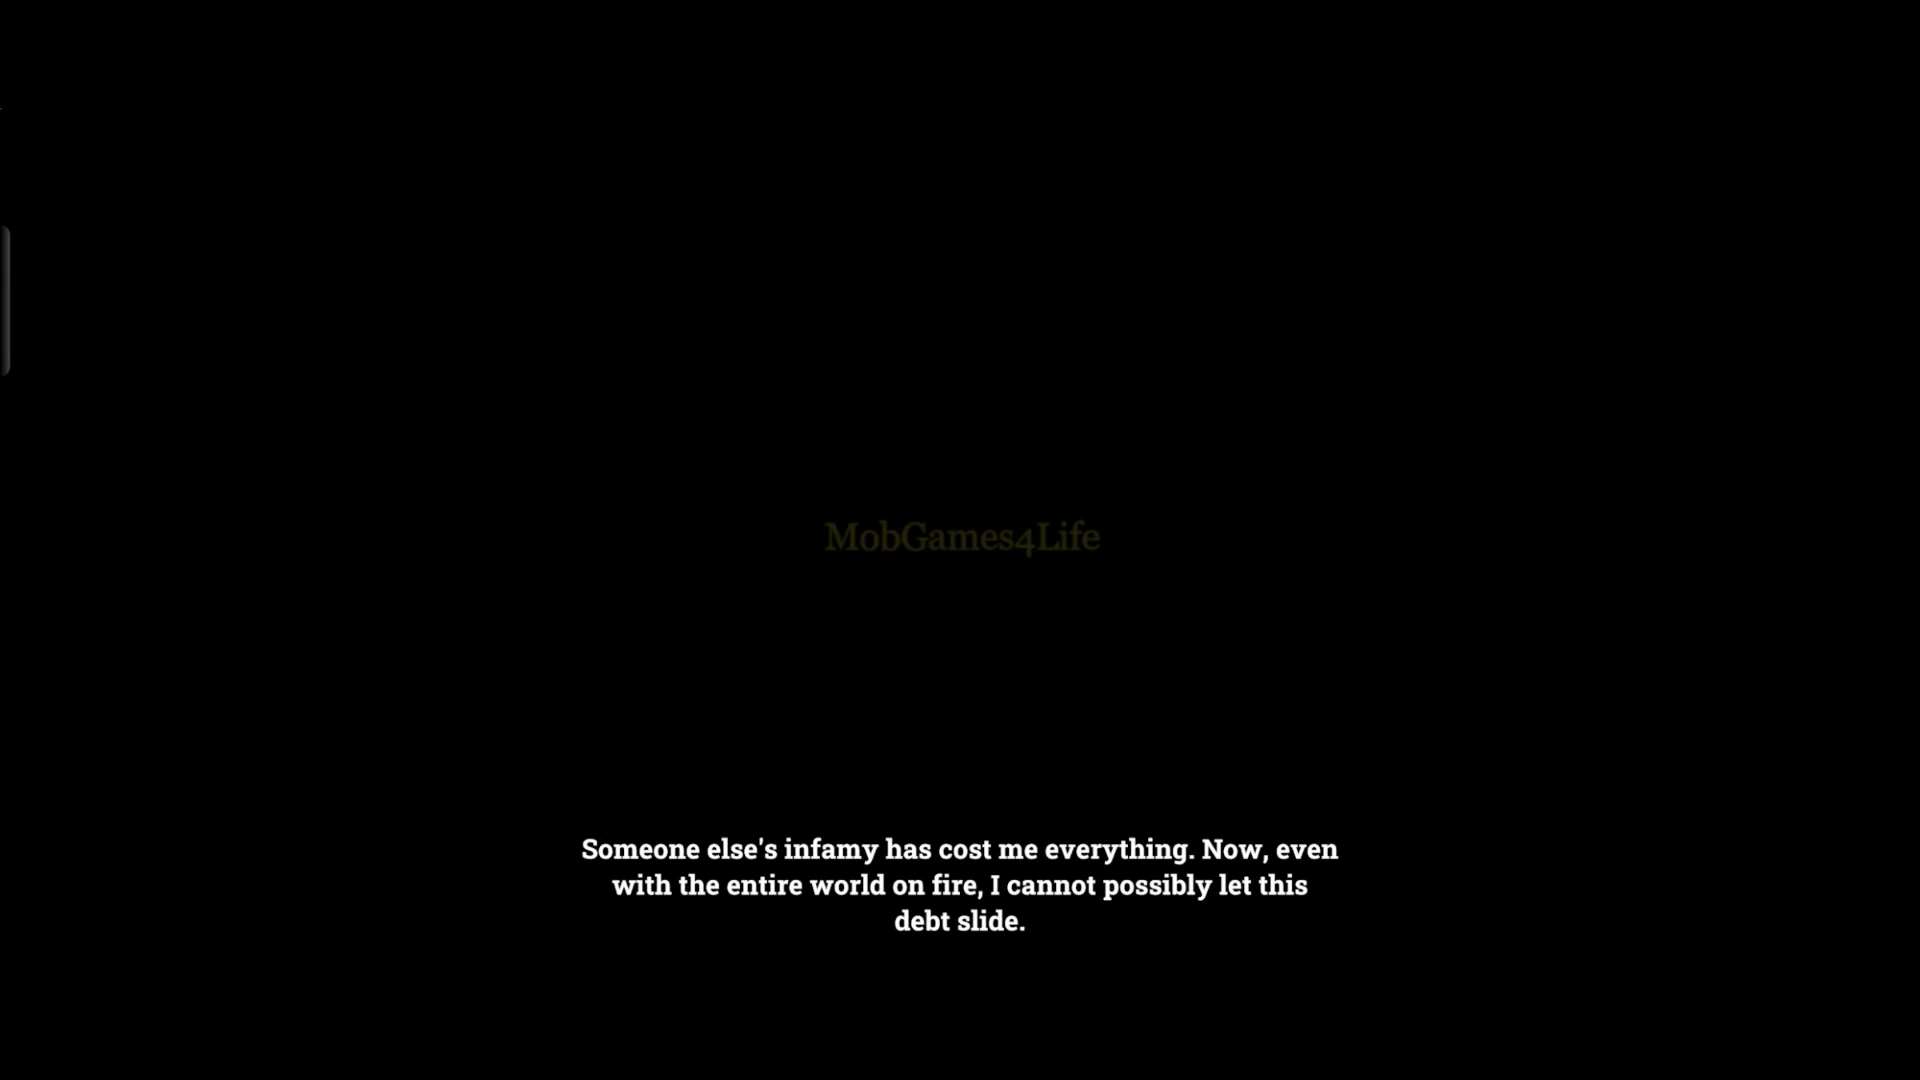 MobGames4Life
Someone else's infamy has cost me everything. Now, even
with the entire world on fire, I cannot possibly let this
debt slide.